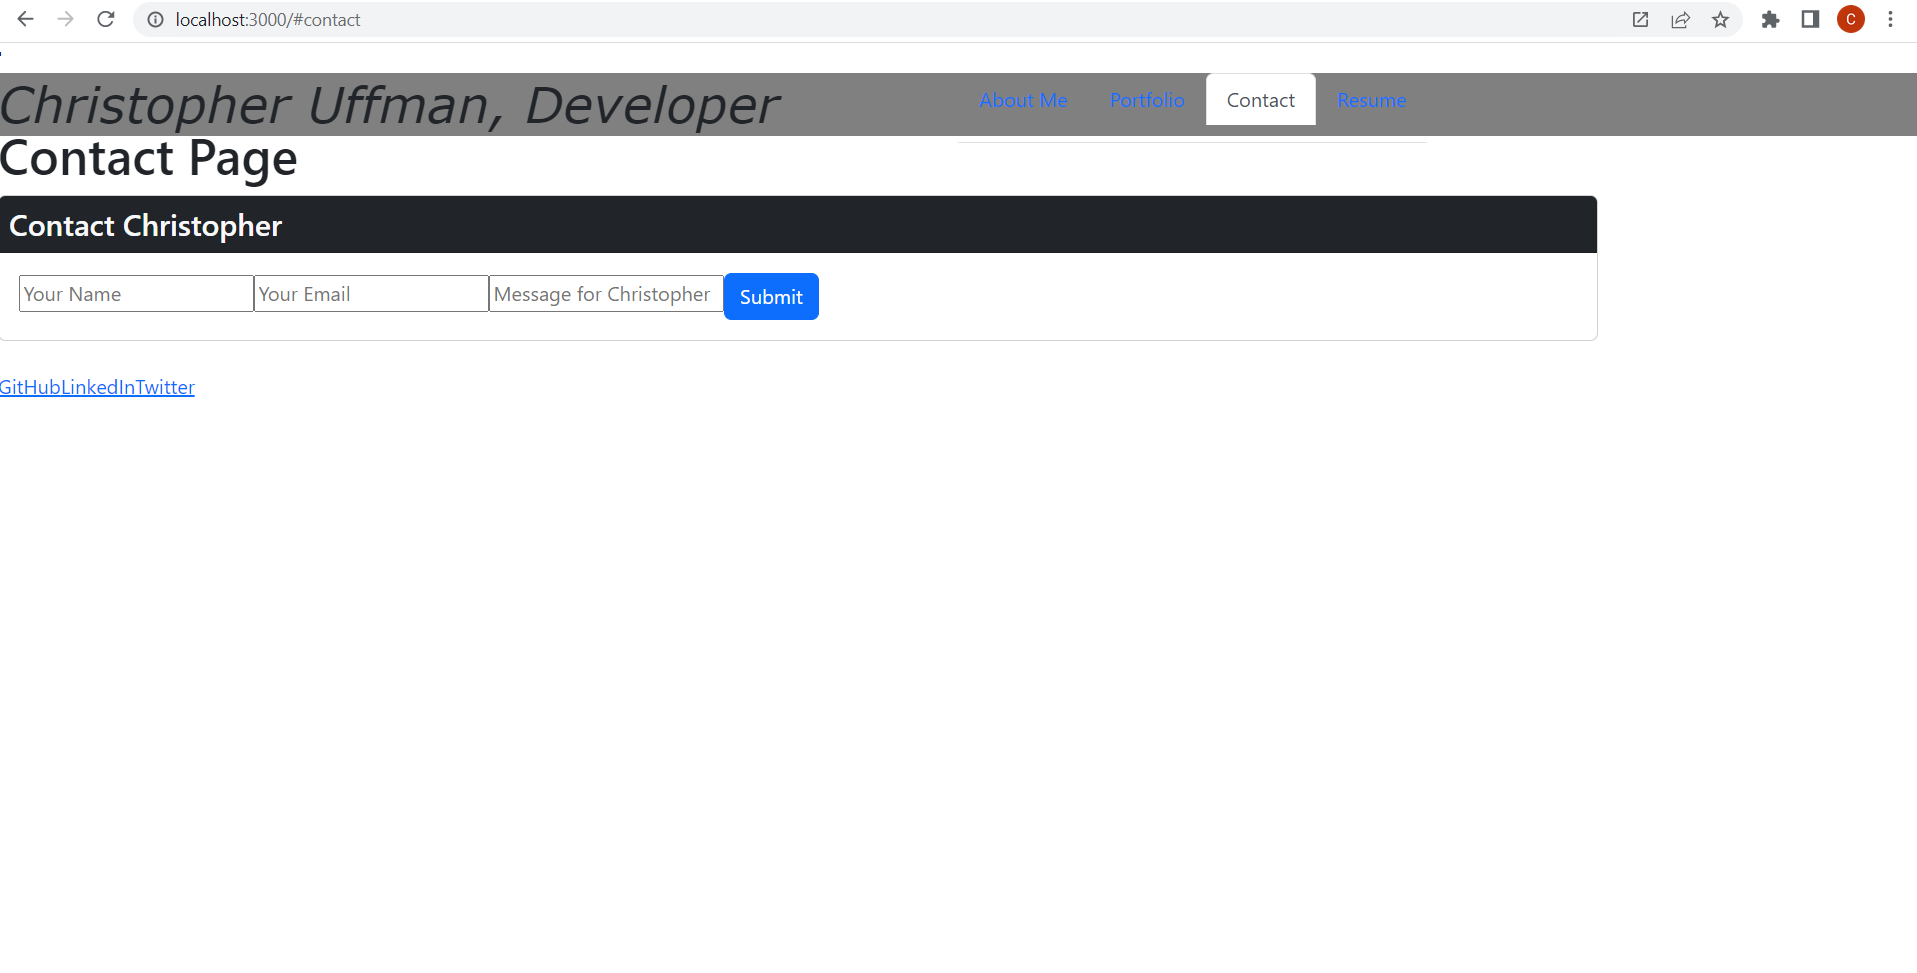 localhost:3000/#contact
C
Christopher Uffman, Developer
About Me Portfolio Contact Resume
Contact Page
Contact Christopher
Your Name Your Email Message for Christopher Submit
GitHubLinkedInTwitter